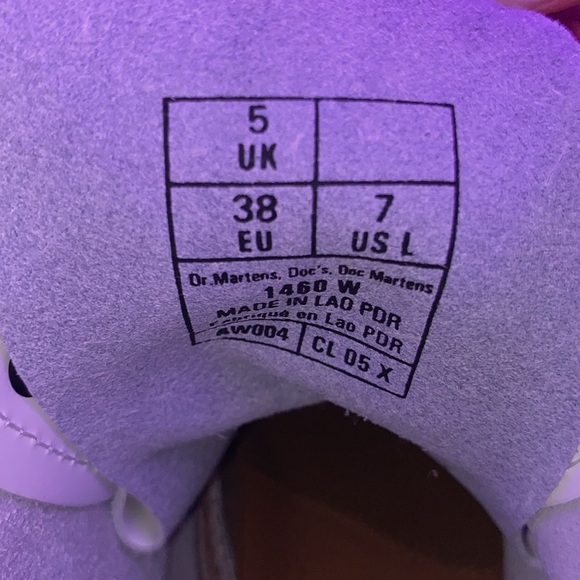 5
UK
38 7
EU US L
Dr.Martens, Doc's, Doc Martens
1460 W
MADE IN LAO PDR
Fabriqué en Lao PDR
AW004 CL 05 X